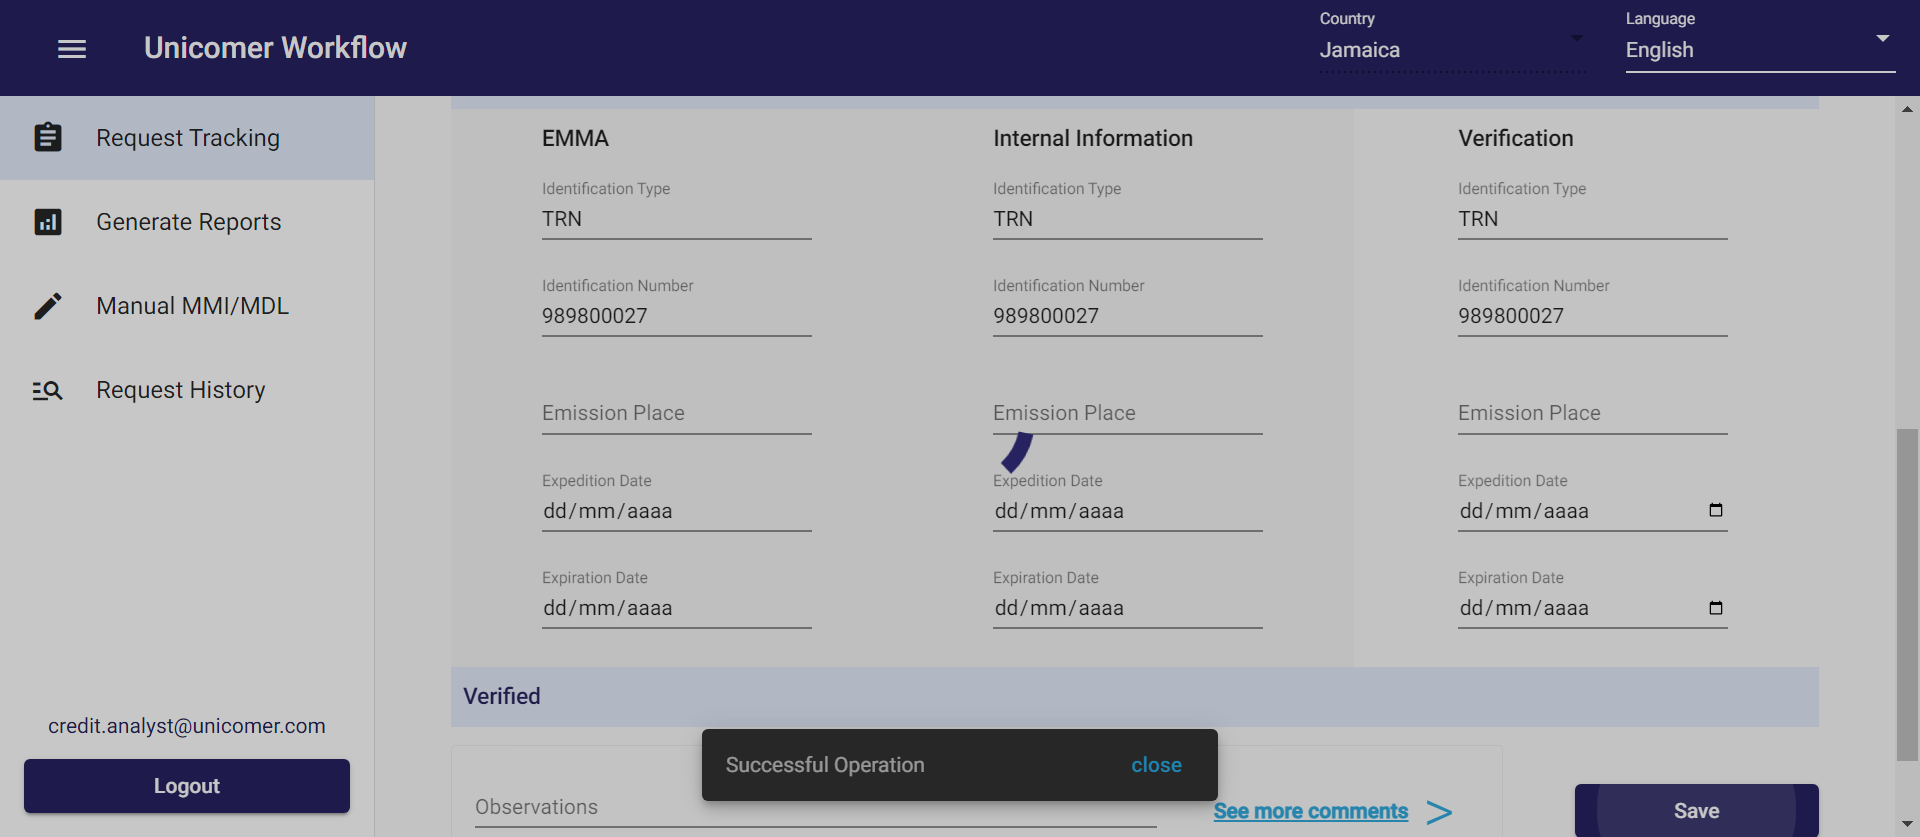 Unicomer Workflow
Country
Jamaica
Language
English
Request Tracking
Generate Reports
Manual MMI/MDL
Request History
credit.analyst@unicomer.com
Logout
EMMA
Identification Type
TRN
Identification Number
989800027
Emission Place
Expedition Date
dd/mm/aaaa
Expiration Date
dd/mm/aaaa
Internal Information
Identification Type
TRN
Identification Number
989800027
Emission Place
Expedition Date
dd/mm/aaaa
Expiration Date
dd/mm/aaaa
Verification
Identification Type
TRN
Identification Number
989800027
Emission Place
Expedition Date
dd/mm/aaaa
Expiration Date
dd/mm/aaaa
Verified
Successful Operation close
Observations
See more comments >
Save